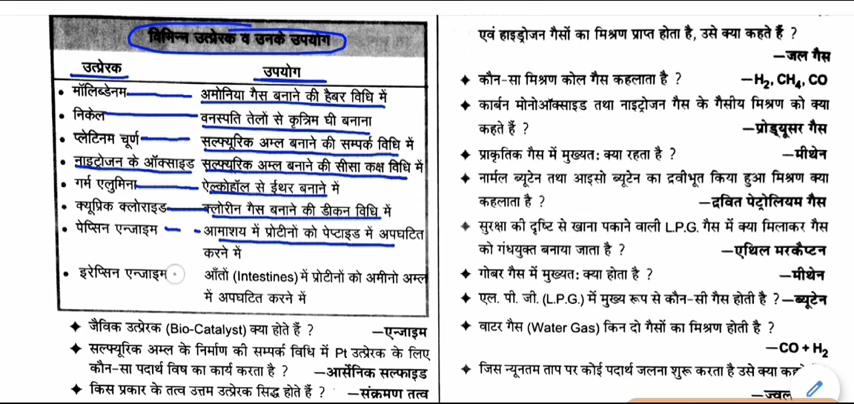 विभिन्न उत्प्रेरक व उनके उपयोग
उत्प्रेरक उपयोग
• मॉलिब्डेनम अमोनिया गैस बनाने की हैबर विधि में
• निकेल वनस्पति तेलों से कृत्रिम घी बनाना
• प्लेटिनम चूर्ण सल्फ्यूरिक अम्ल बनाने की सम्पर्क विधि में
• नाइट्रोजन के ऑक्साइड सल्फ्यूरिक अम्ल बनाने की सीसा कक्ष विधि में
• गर्म एलुमिना ऐल्कोहॉल से ईथर बनाने में
• क्यूप्रिक क्लोराइड क्लोरीन गैस बनाने की डीकन विधि में
• पेप्सिन एन्जाइम आमाशय में प्रोटीनों को पेप्टाइड में अपघटित
करने में
• इरेप्सिन एन्जाइम आँतों (Intestines) में प्रोटीनों को अमीनो अम्ल
में अपघटित करने में
✦ जैविक उत्प्रेरक (Bio-Catalyst) क्या होते हैं ? —एन्जाइम
✦ सल्फ्यूरिक अम्ल के निर्माण की सम्पर्क विधि में Pt उत्प्रेरक के लिए
कौन-सा पदार्थ विष का कार्य करता है ? —आर्सेनिक सल्फाइड
✦ किस प्रकार के तत्व उत्तम उत्प्रेरक सिद्ध होते हैं ? —संक्रमण तत्व
एवं हाइड्रोजन गैसों का मिश्रण प्राप्त होता है, उसे क्या कहते हैं ?
—जल गैस
✦ कौन-सा मिश्रण कोल गैस कहलाता है ? —H₂, CH₄, CO
✦ कार्बन मोनोऑक्साइड तथा नाइट्रोजन गैस के गैसीय मिश्रण को क्या
कहते हैं ? —प्रोड्यूसर गैस
✦ प्राकृतिक गैस में मुख्यतः क्या रहता है ? —मीथेन
✦ नार्मल ब्यूटेन तथा आइसो ब्यूटेन का द्रवीभूत किया हुआ मिश्रण क्या
कहलाता है ? —द्रवित पेट्रोलियम गैस
✦ सुरक्षा की दृष्टि से खाना पकाने वाली L.P.G. गैस में क्या मिलाकर गैस
को गंधयुक्त बनाया जाता है ? —एथिल मरकैप्टन
✦ गोबर गैस में मुख्यतः क्या होता है ? —मीथेन
✦ एल. पी. जी. (L.P.G.) में मुख्य रूप से कौन-सी गैस होती है ? —ब्यूटेन
✦ वाटर गैस (Water Gas) किन दो गैसों का मिश्रण होती है ?
—CO + H₂
✦ जिस न्यूनतम ताप पर कोई पदार्थ जलना शुरू करता है उसे क्या